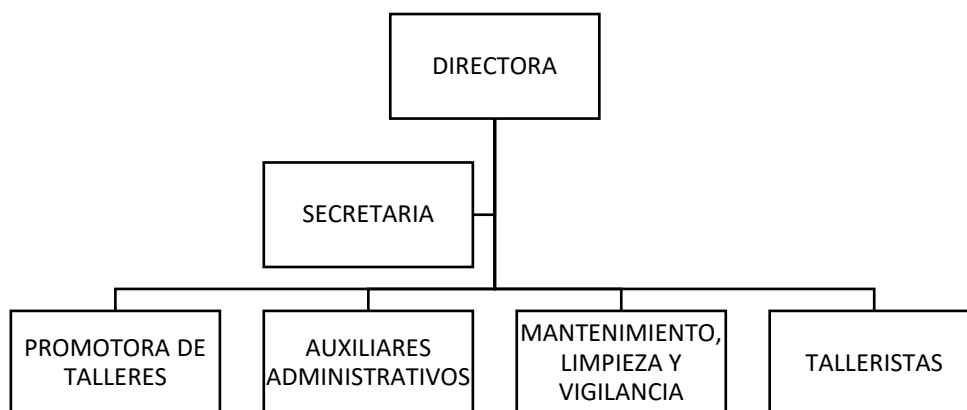 DIRECTORA
SECRETARIA
PROMOTORA DE
TALLERES
AUXILIARES
ADMINISTRATIVOS
MANTENIMIENTO,
LIMPIEZA Y
VIGILANCIA
TALLERISTAS